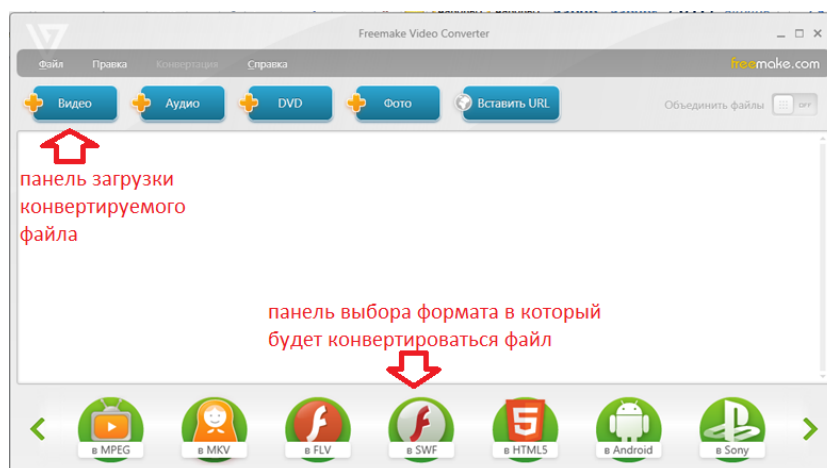 Freemake Video Converter
Файл Правка Конвертация Справка freemake.com
Видео Аудио DVD Фото Вставить URL Объединить файлы OFF
панель загрузки
конвертируемого
файла
панель выбора формата в который
будет конвертироваться файл
в MPEG в MKV в FLV в SWF в HTML5 в Android в Sony